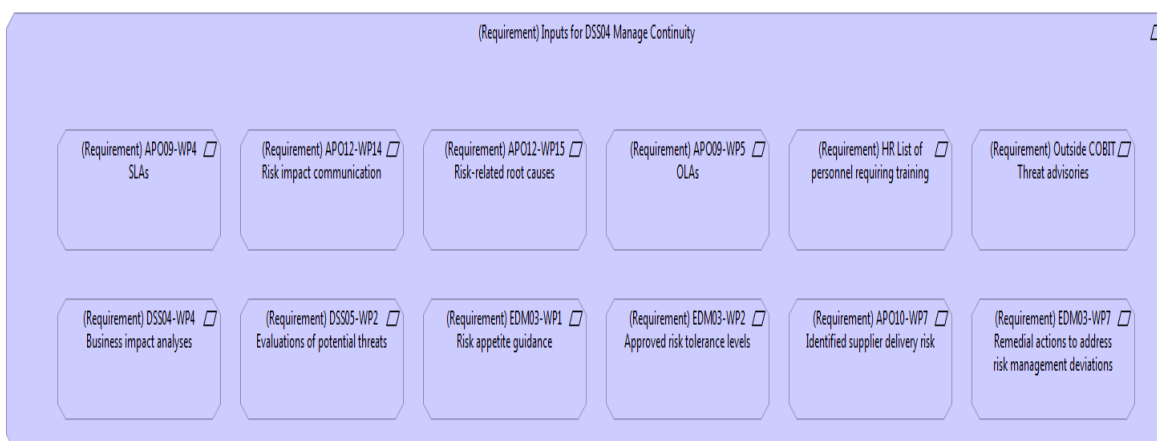 (Requirement) Inputs for DSS04 Manage Continuity
(Requirement) APO09-WP4
SLAs
(Requirement) APO12-WP14
Risk impact communication
(Requirement) APO12-WP15
Risk-related root causes
(Requirement) APO09-WP5
OLAs
(Requirement) HR List of
personnel requiring training
(Requirement) Outside COBIT
Threat advisories
(Requirement) DSS04-WP4
Business impact analyses
(Requirement) DSS05-WP2
Evaluations of potential threats
(Requirement) EDM03-WP1
Risk appetite guidance
(Requirement) EDM03-WP2
Approved risk tolerance levels
(Requirement) APO10-WP7
Identified supplier delivery risk
(Requirement) EDM03-WP7
Remedial actions to address
risk management deviations